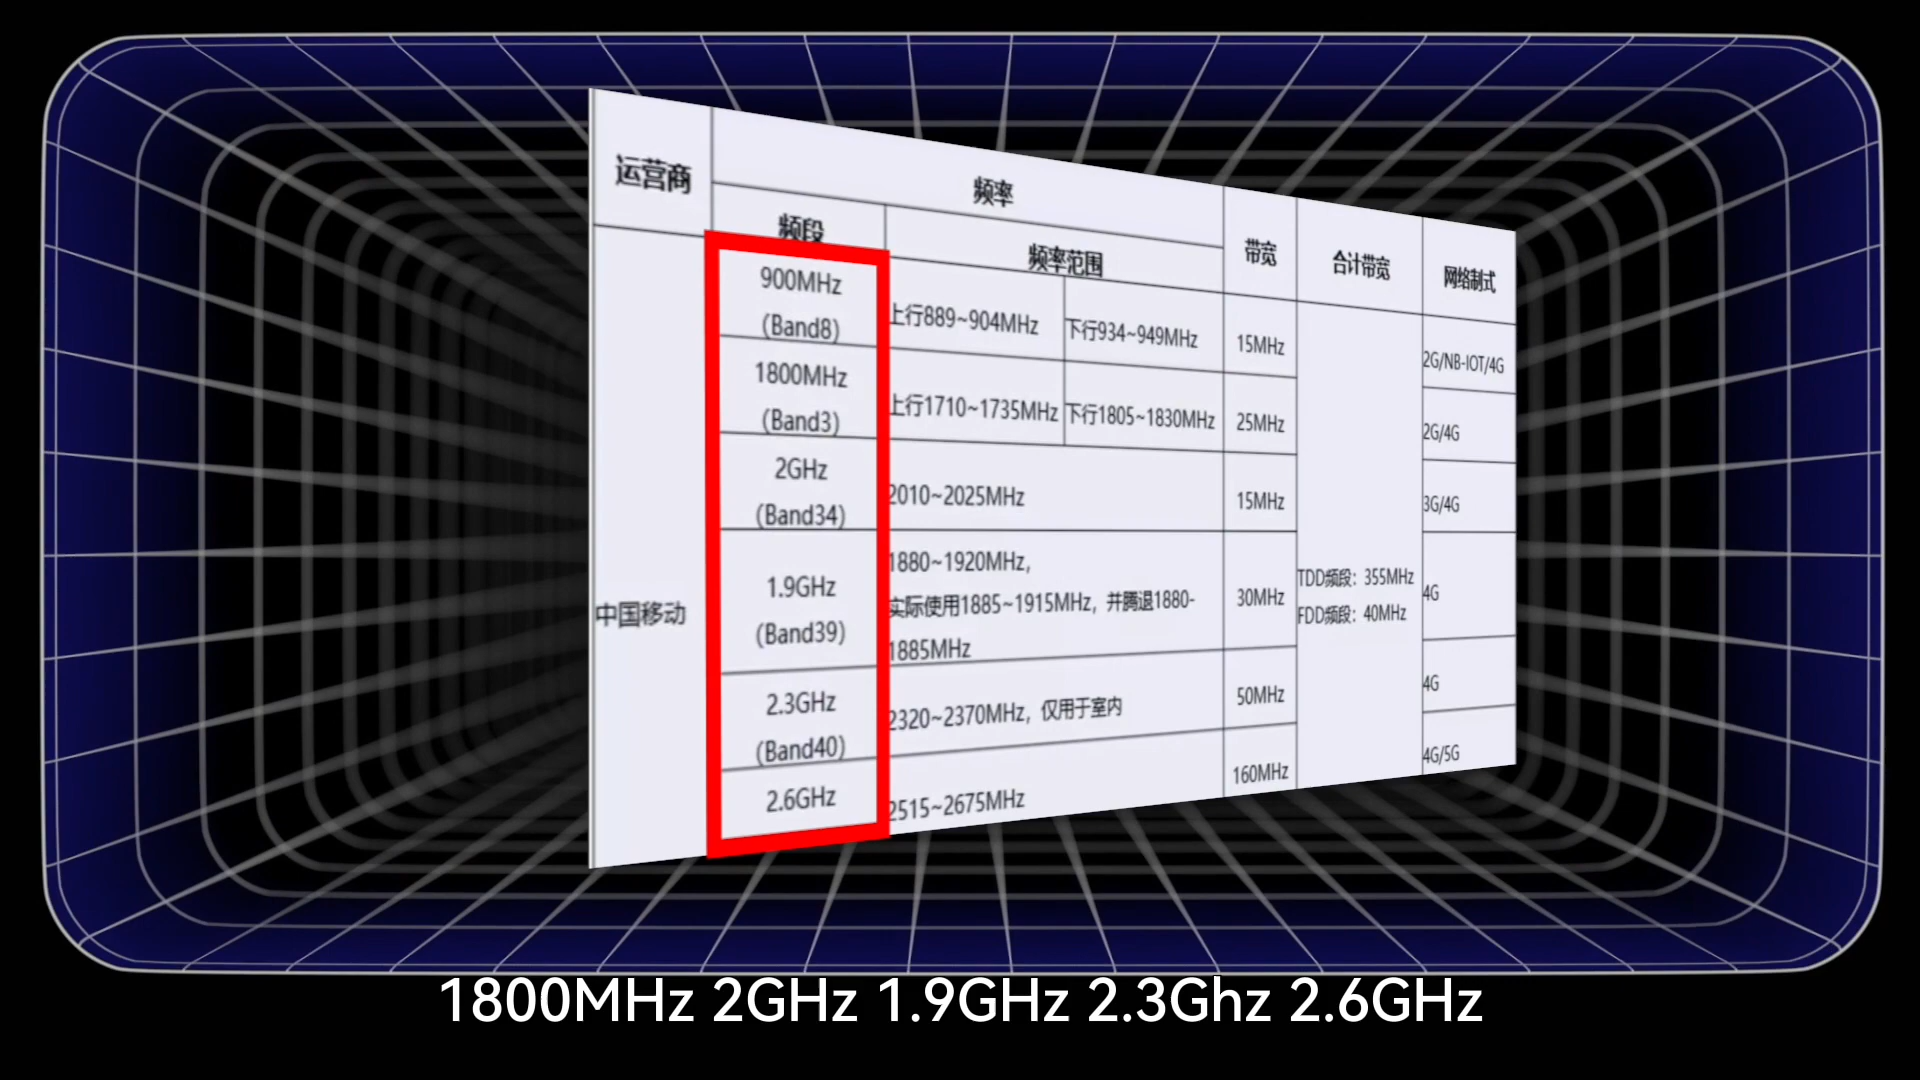 运营商
频率
频段
频率范围
带宽
合计带宽
网络制式
中国移动
900MHz
(Band8)
上行889~904MHz
下行934~949MHz
15MHz
2G/NB-IOT/4G
1800MHz
(Band3)
上行1710~1735MHz
下行1805~1830MHz
25MHz
2G/4G
2GHz
(Band34)
2010~2025MHz
15MHz
3G/4G
1.9GHz
(Band39)
1880~1920MHz,
实际使用1885~1915MHz, 并腾退1880-
1885MHz
30MHz
TDD频段: 355MHz
FDD频段: 40MHz
4G
2.3GHz
(Band40)
2320~2370MHz, 仅用于室内
50MHz
4G
2.6GHz
2515~2675MHz
160MHz
4G/5G
1800MHz 2GHz 1.9GHz 2.3Ghz 2.6GHz